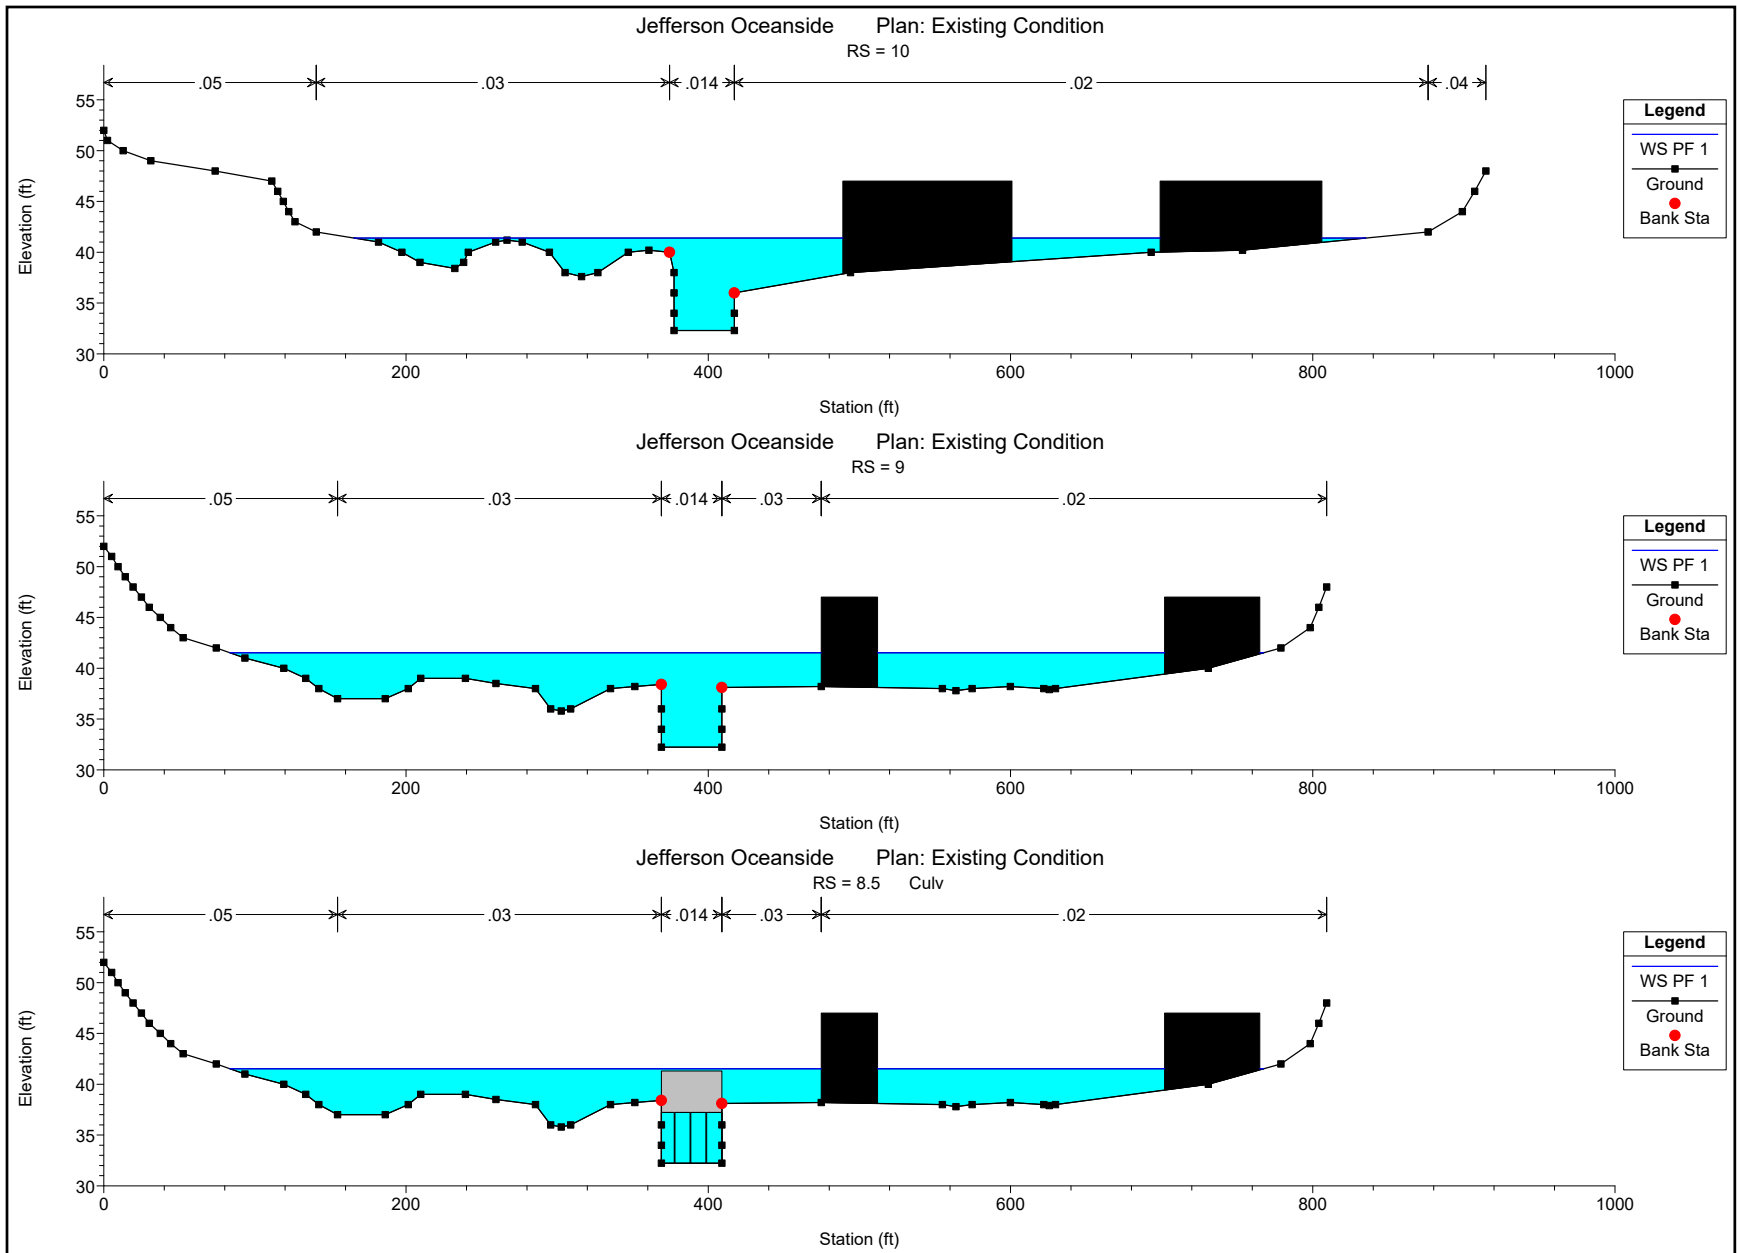 Jefferson Oceanside Plan: Existing Condition
RS = 10
.05 .03 .014 .02 .04
Elevation (ft)
55
50
45
40
35
30
0 200 400 600 800 1000
Station (ft)
Legend
WS PF 1
Ground
Bank Sta
Jefferson Oceanside Plan: Existing Condition
RS = 9
.05 .03 .014 .03 .02
Elevation (ft)
55
50
45
40
35
30
0 200 400 600 800 1000
Station (ft)
Legend
WS PF 1
Ground
Bank Sta
Jefferson Oceanside Plan: Existing Condition
RS = 8.5 Culv
.05 .03 .014 .03 .02
Elevation (ft)
55
50
45
40
35
30
0 200 400 600 800 1000
Station (ft)
Legend
WS PF 1
Ground
Bank Sta